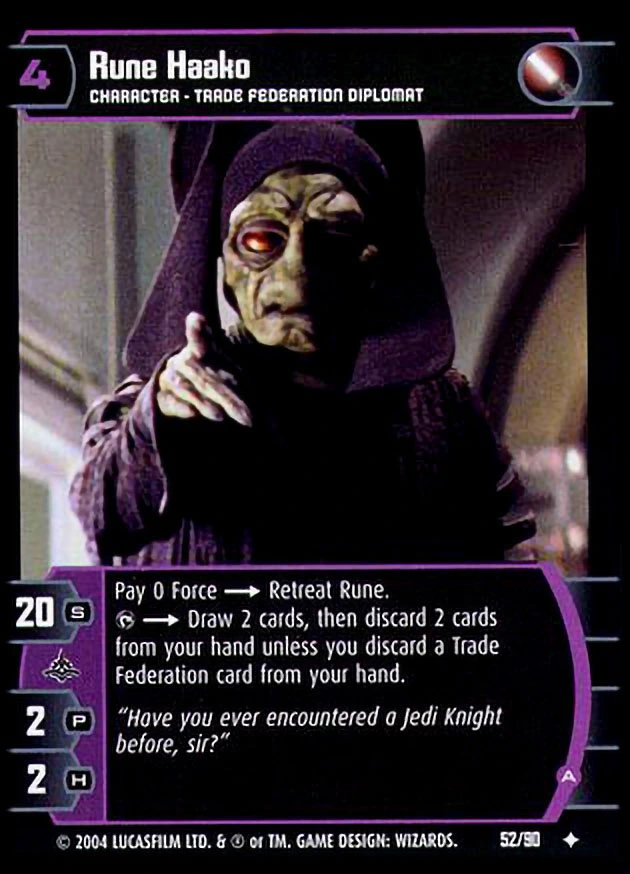 4
Rune Haako
CHARACTER - TRADE FEDERATION DIPLOMAT
Pay 0 Force → Retreat Rune.
→ Draw 2 cards, then discard 2 cards
from your hand unless you discard a Trade
Federation card from your hand.
"Have you ever encountered a Jedi Knight
before, sir?"
20 S
2 P
2 H
A
© 2004 LUCASFILM LTD. & ® or TM. GAME DESIGN: WIZARDS. 52/90